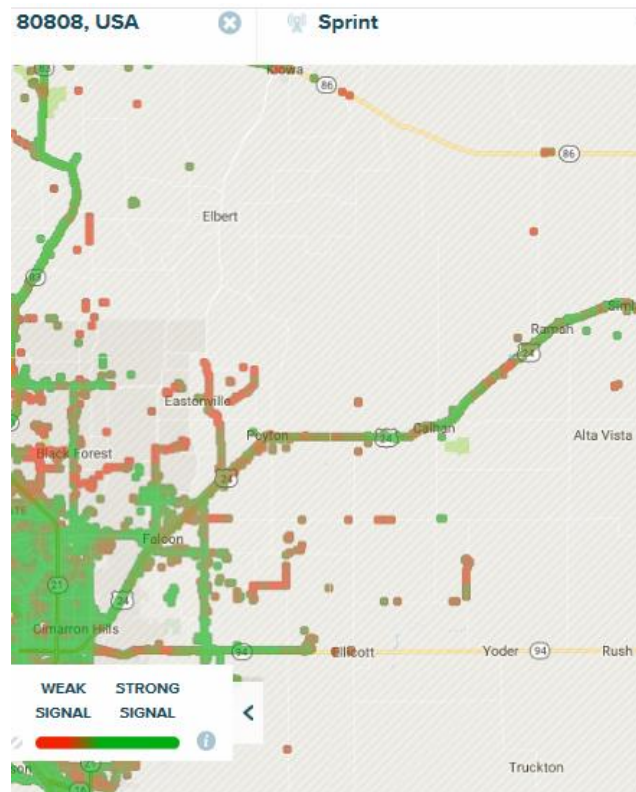 80808, USA
Sprint
83
Kiowa
86
86
Elbert
83
Ramah
24
Eastonville
Peyton
24
Calhan
Alta Vista
Black Forest
24
Falcon
21
24
Cimarron Hills
94
Ellicott
Yoder
94
Rush
WEAK SIGNAL
STRONG SIGNAL
Truckton